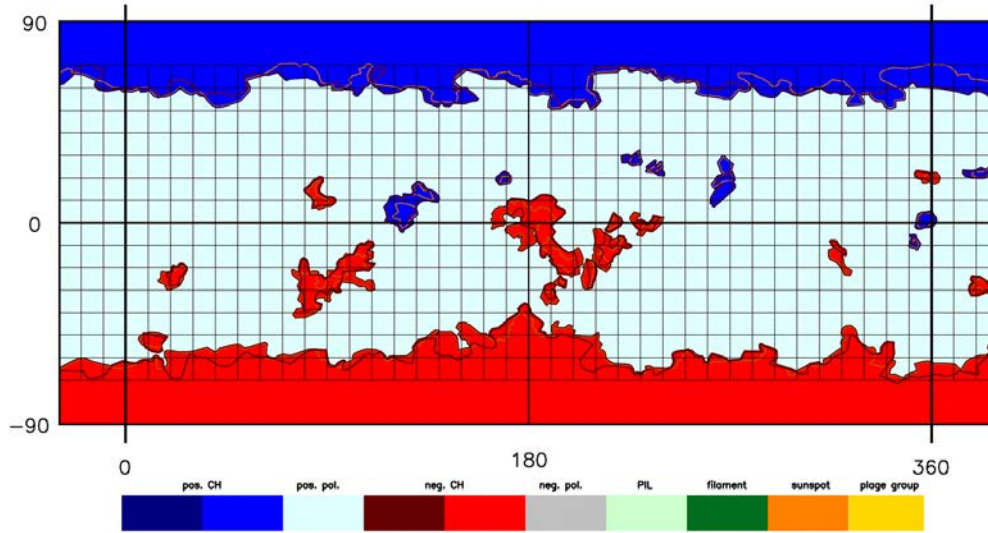 90
0
-90
0 180 360
pos. CH pos. pol. neg. CH neg. pol. PIL filament sunspot plage group